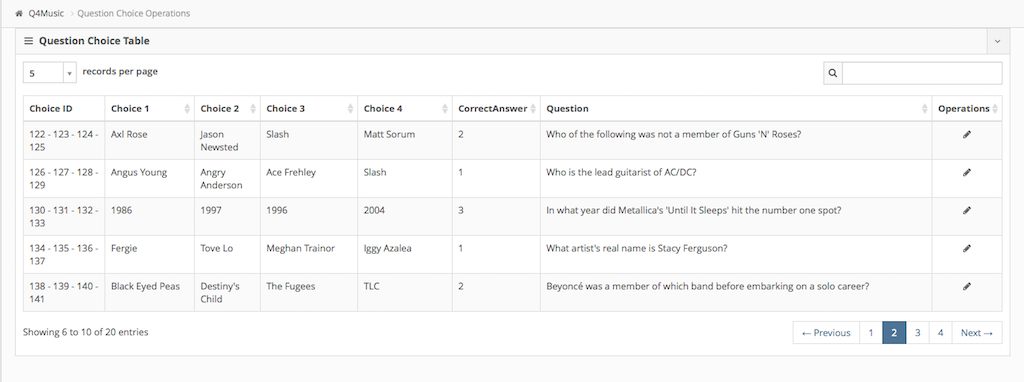 Q4Music > Question Choice Operations
Question Choice Table
5 records per page
Choice ID Choice 1 Choice 2 Choice 3 Choice 4 CorrectAnswer Question Operations
122 - 123 - 124 - Axl Rose Jason Slash Matt Sorum 2 Who of the following was not a member of Guns 'N' Roses?
125 Newsted
126 - 127 - 128 - Angus Young Angry Ace Frehley Slash 1 Who is the lead guitarist of AC/DC?
129 Anderson
130 - 131 - 132 - 1986 1997 1996 2004 3 In what year did Metallica's 'Until It Sleeps' hit the number one spot?
133
134 - 135 - 136 - Fergie Tove Lo Meghan Trainor Iggy Azalea 1 What artist's real name is Stacy Ferguson?
137
138 - 139 - 140 - Black Eyed Peas Destiny's The Fugees TLC 2 Beyoncé was a member of which band before embarking on a solo career?
141 Child
Showing 6 to 10 of 20 entries ← Previous 1 2 3 4 Next →